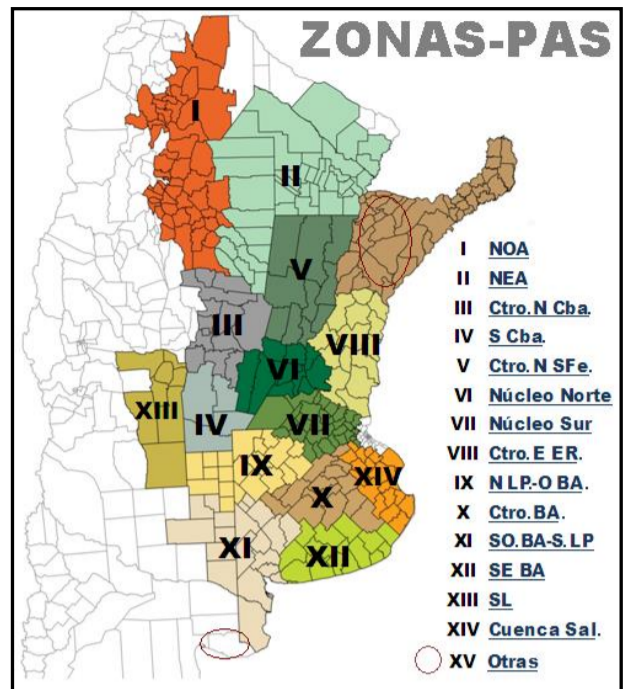 ZONAS-PAS
I
II
V
III
VIII
VI
XIII
IV
VII
IX
XIV
X
XI
XII
I NOA
II NEA
III Ctro.N Cba.
IV S Cba.
V Ctro.N SFe.
VI Núcleo Norte
VII Núcleo Sur
VIII Ctro.E ER.
IX N LP.-O BA.
X Ctro.BA.
XI SO.BA-S.LP
XII SE BA
XIII SL
XIV Cuenca Sal.
XV Otras